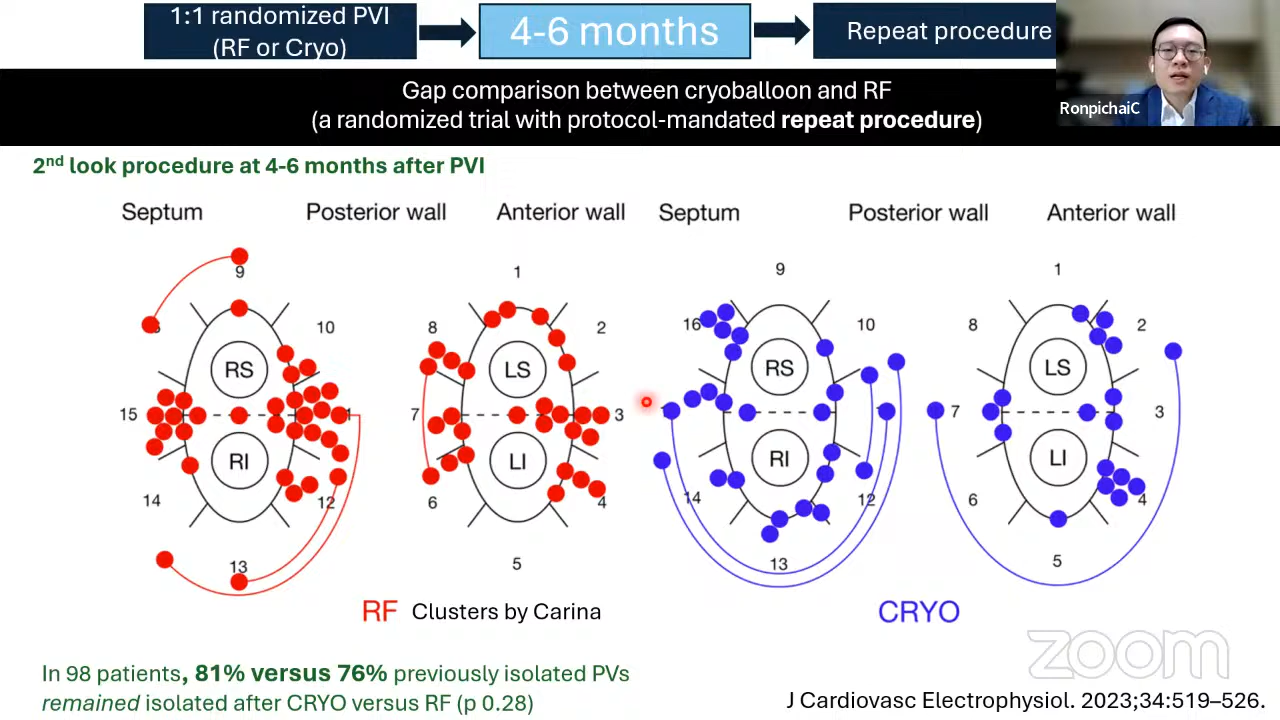 1:1 randomized PVI
(RF or Cryo)
4-6 months
Repeat procedure
RonpichaiC
Gap comparison between cryoballoon and RF
(a randomized trial with protocol-mandated repeat procedure)
2nd look procedure at 4-6 months after PVI
Septum Posterior wall Anterior wall Septum Posterior wall Anterior wall
9 1 9 1
10 8 2 16 10 8 2
RS LS RS LS
15 7 3 7 3
RI LI RI LI
14 12 6 4 14 12 6 4
13 5 13 5
RF Clusters by Carina CRYO
zoom
In 98 patients, 81% versus 76% previously isolated PVs
remained isolated after CRYO versus RF (p 0.28)
J Cardiovasc Electrophysiol. 2023;34:519–526.